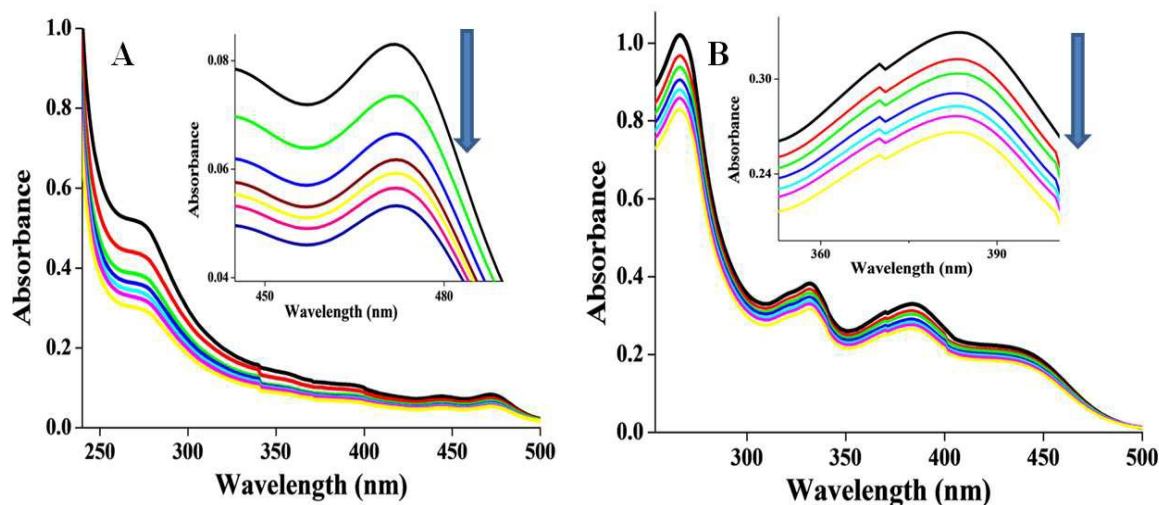 A
1.0
0.8
0.6
0.4
0.2
0.0
Absorbance
250 300 350 400 450 500
Wavelength (nm)
0.08
0.06
0.04
Absorbance
450 480
Wavelength (nm)
B
1.0
0.8
0.6
0.4
0.2
0.0
Absorbance
300 350 400 450 500
Wavelength (nm)
0.30
0.24
Absorbance
360 390
Wavelength (nm)